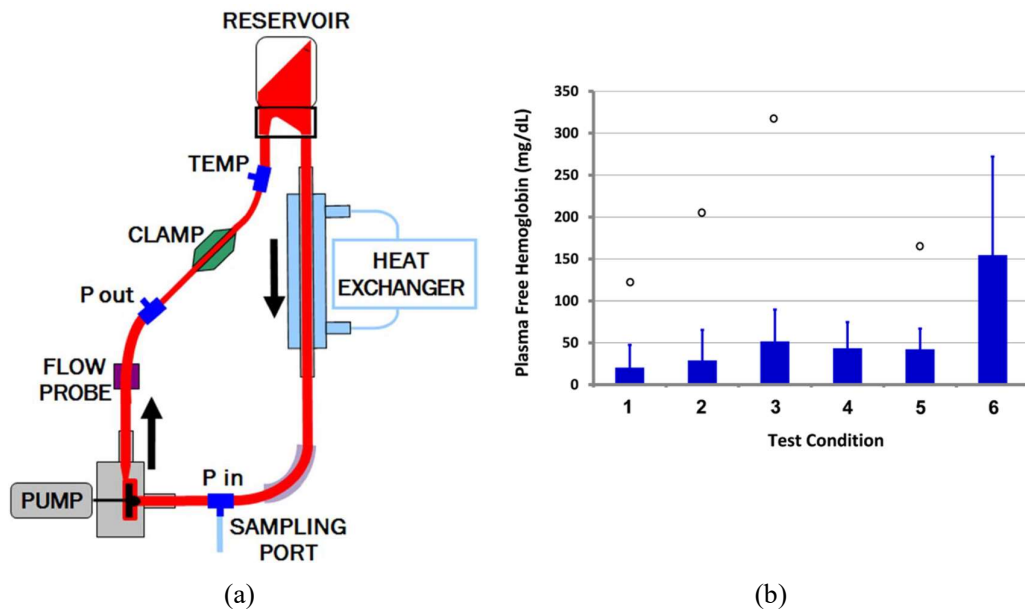 RESERVOIR
TEMP
CLAMP
P out
FLOW
PROBE
HEAT
EXCHANGER
PUMP
P in
SAMPLING
PORT
(a)
Plasma Free Hemoglobin (mg/dL)
350
300
250
200
150
100
50
0
1 2 3 4 5 6
Test Condition
(b)